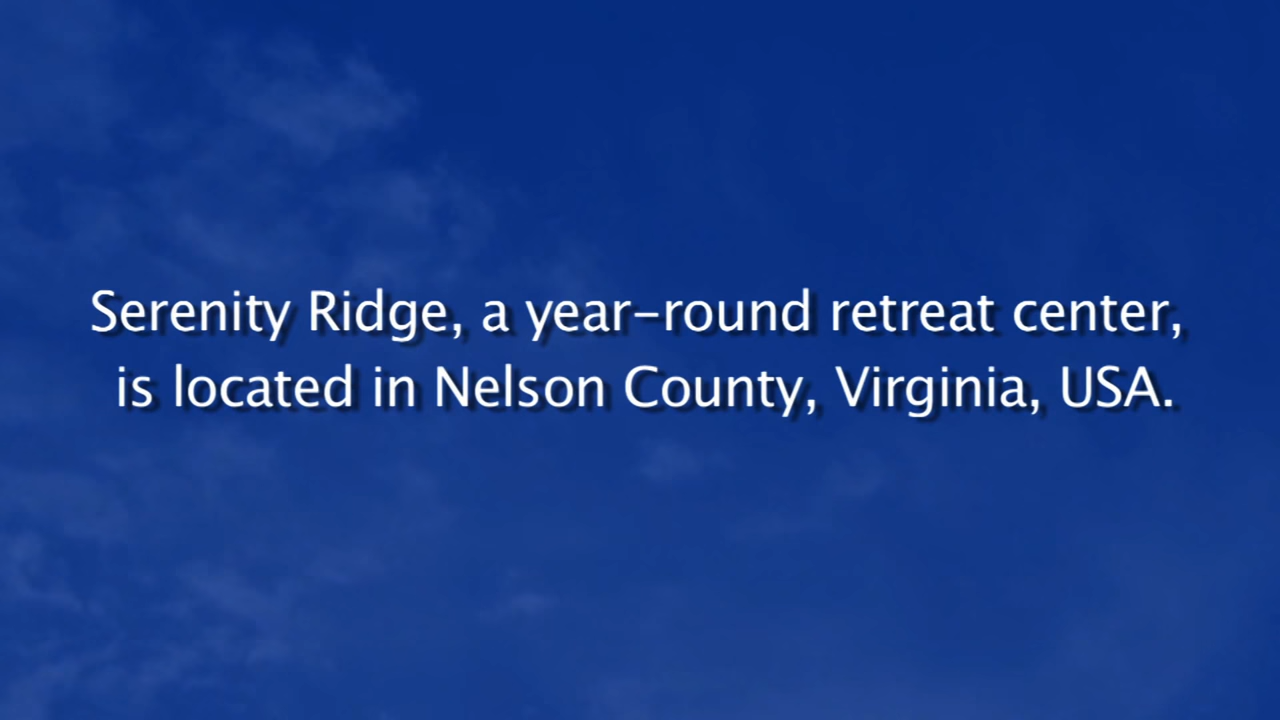 Serenity Ridge, a year-round retreat center,
is located in Nelson County, Virginia, USA.